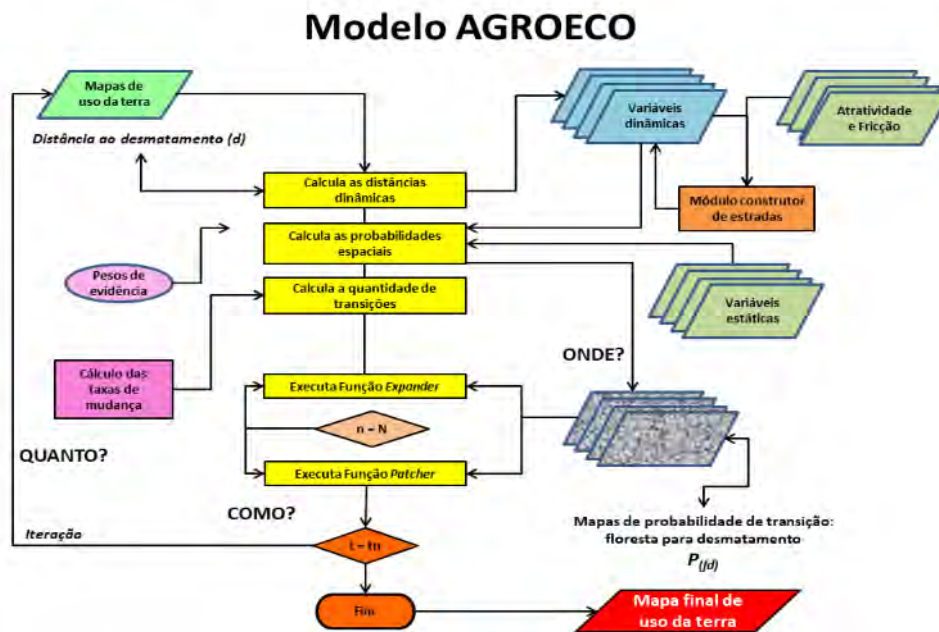 Modelo AGROECO
Mapas de
uso da terra
Variáveis
dinâmicas
Atratividade
e Fricção
Distância ao desmatamento (d)
Calcula as distâncias
dinâmicas
Módulo construtor
de estradas
Calcula as probabilidades
espaciais
Pesos de
evidência
Calcula a quantidade de
transições
Variáveis
estáticas
ONDE?
Cálculo das
taxas de
mudança
Executa Função Expander
n = N
QUANTO?
Executa Função Patcher
COMO?
Mapas de probabilidade de transição:
floresta para desmatamento
P(fd)
Iteração
t = tn
Fim
Mapa final de
uso da terra